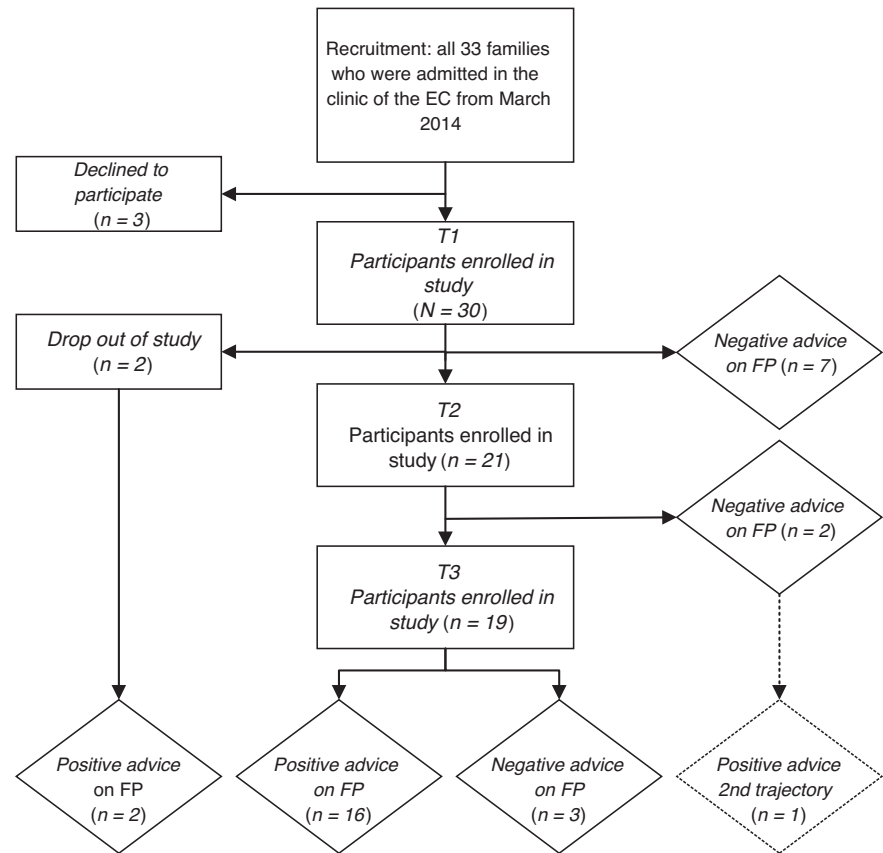 Recruitment: all 33 families
who were admitted in the
clinic of the EC from March
2014
Declined to
participate
(n = 3)
T1
Participants enrolled in
study
(N = 30)
Drop out of study
(n = 2)
Negative advice
on FP (n = 7)
T2
Participants enrolled in
study (n = 21)
Negative advice
on FP (n = 2)
T3
Participants enrolled in
study (n = 19)
Positive advice
on FP
(n = 2)
Positive advice
on FP
(n = 16)
Negative advice
on FP
(n = 3)
Positive advice
2nd trajectory
(n = 1)